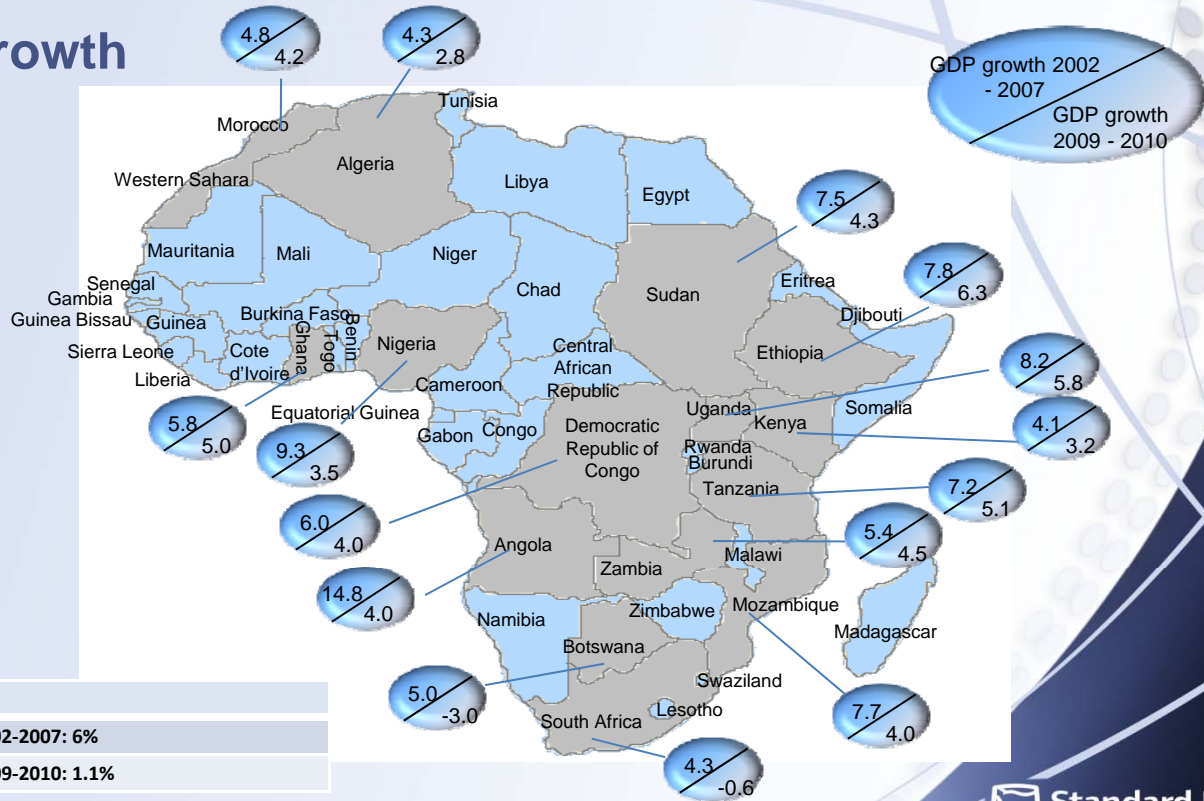 rowth
4.8
4.2
4.3
2.8
GDP growth 2002
- 2007
GDP growth
2009 - 2010
Tunisia
Morocco
Algeria
Western Sahara
Libya
Egypt
7.5
4.3
Mauritania
Mali
Niger
Chad
Sudan
Eritrea
7.8
6.3
Senegal
Gambia
Guinea Bissau
Guinea
Burkina Faso
Benin
Togo
Ghana
Nigeria
Djibouti
Ethiopia
Sierra Leone
Cote
d'Ivoire
Liberia
Central
African
Republic
Cameroon
8.2
5.8
Equatorial Guinea
Uganda
Kenya
Somalia
5.8
5.0
9.3
3.5
Gabon
Congo
Democratic
Republic of
Congo
Rwanda
Burundi
4.1
3.2
Tanzania
7.2
5.1
6.0
4.0
Angola
Malawi
5.4
4.5
Zambia
14.8
4.0
Namibia
Zimbabwe
Mozambique
Madagascar
Botswana
Swaziland
5.0
-3.0
Lesotho
South Africa
7.7
4.0
02-2007: 6%
09-2010: 1.1%
4.3
-0.6
Standard